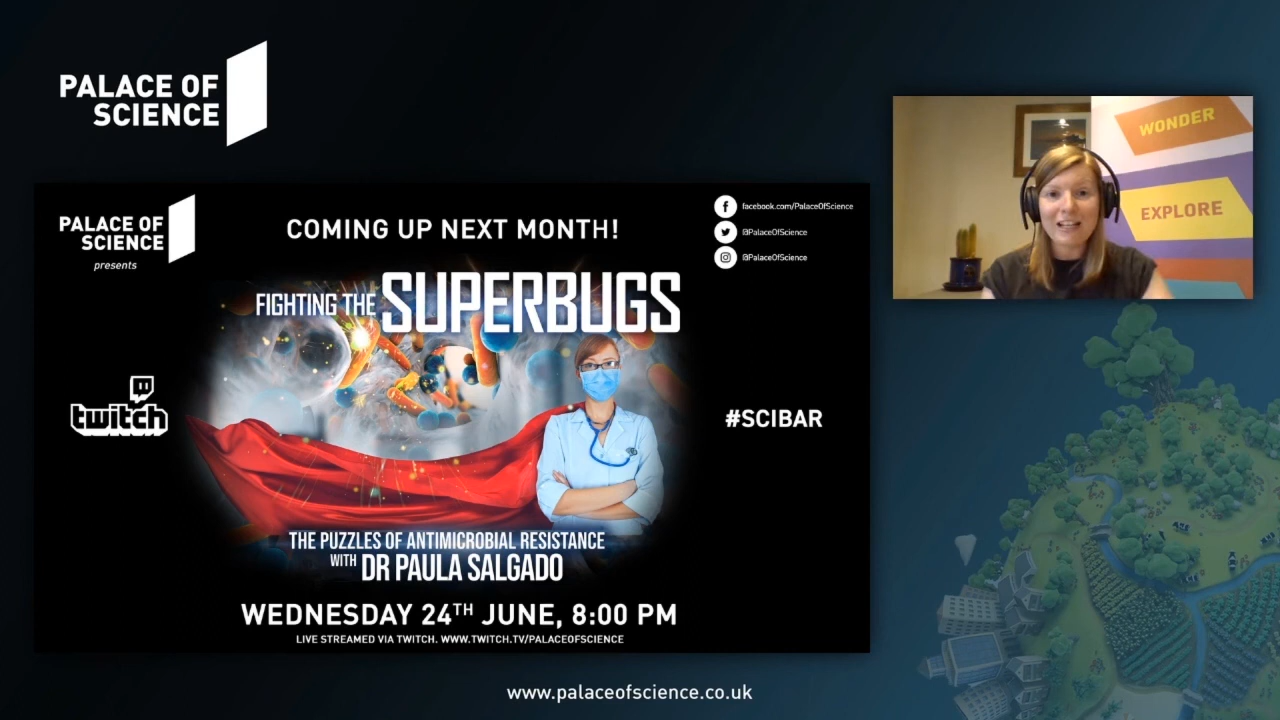 PALACE OF
SCIENCE
WONDER
EXPLORE
PALACE OF
SCIENCE
presents
COMING UP NEXT MONTH!
facebook.com/PalaceOfScience
@PalaceOfScience
@PalaceOfScience
FIGHTING THE SUPERBUGS
twitch
#SCIBAR
THE PUZZLES OF ANTIMICROBIAL RESISTANCE
WITH DR PAULA SALGADO
WEDNESDAY 24TH JUNE, 8:00 PM
LIVE STREAMED VIA TWITCH. WWW.TWITCH.TV/PALACEOFSCIENCE
www.palaceofscience.co.uk